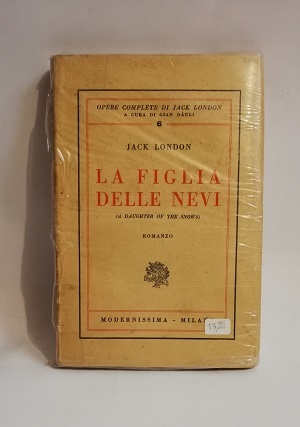 OPERE COMPLETE DI JACK LONDON
A CURA DI GIAN DÀULI
6
JACK LONDON
LA FIGLIA
DELLE NEVI
(A DAUGHTER OF THE SNOWS)
ROMANZO
MODERNISSIMA - MILANO